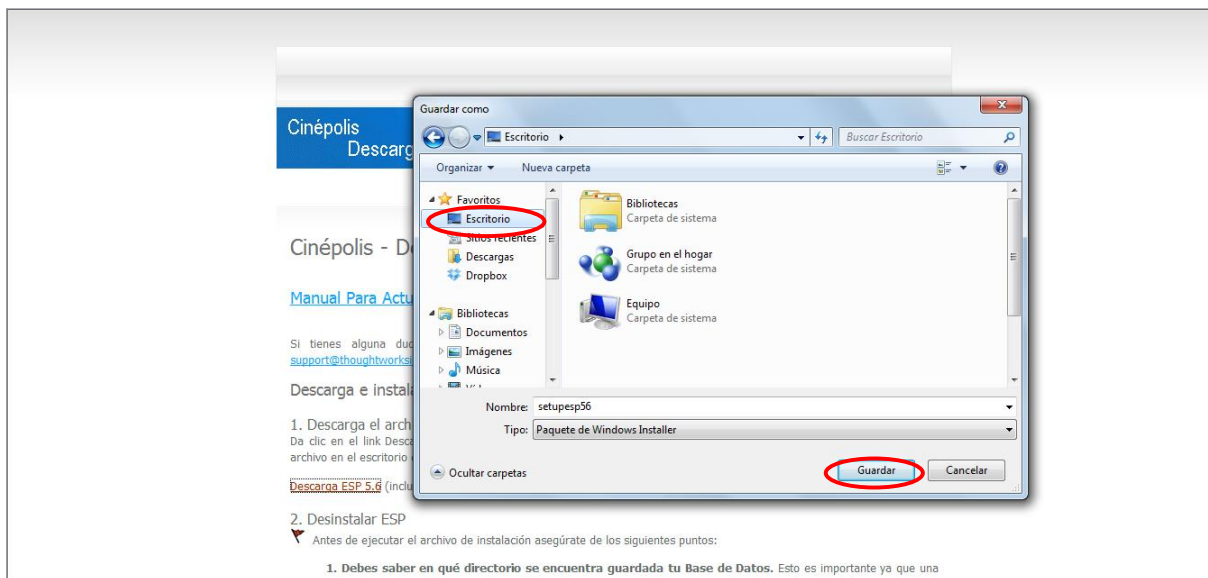 Guardar como
Escritorio
Buscar Escritorio
Organizar
Nueva carpeta
Favoritos
Escritorio
Sitios recientes
Descargas
Dropbox
Bibliotecas
Documentos
Imágenes
Música
Bibliotecas
Carpeta de sistema
Grupo en el hogar
Carpeta de sistema
Equipo
Carpeta de sistema
Nombre: setupesp56
Tipo: Paquete de Windows Installer
Ocultar carpetas
Guardar
Cancelar
Cinépolis
Descarg
Cinépolis - D
Manual Para Actu
Si tienes alguna dud
support@thoughtworksi
Descarga e instala
1. Descarga el arch
Da clic en el link Desca
archivo en el escritorio
Descarga ESP 5.6 (inclu
2. Desinstalar ESP
Antes de ejecutar el archivo de instalación asegúrate de los siguientes puntos:
1. Debes saber en qué directorio se encuentra guardada tu Base de Datos. Esto es importante ya que una